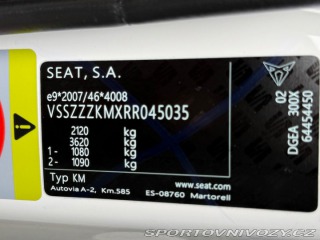 SEAT, S.A.
e9*2007/46*4008
VSSZZZKMXRR045035
2120 kg
3620 kg
1- 1080 kg
2- 1090 kg
Typ KM
www.seat.com
Autovia A-2, Km.585 ES-08760 Martorell
02
DGEA 300X
64454450
SPORTOVNIVOZY.CZ